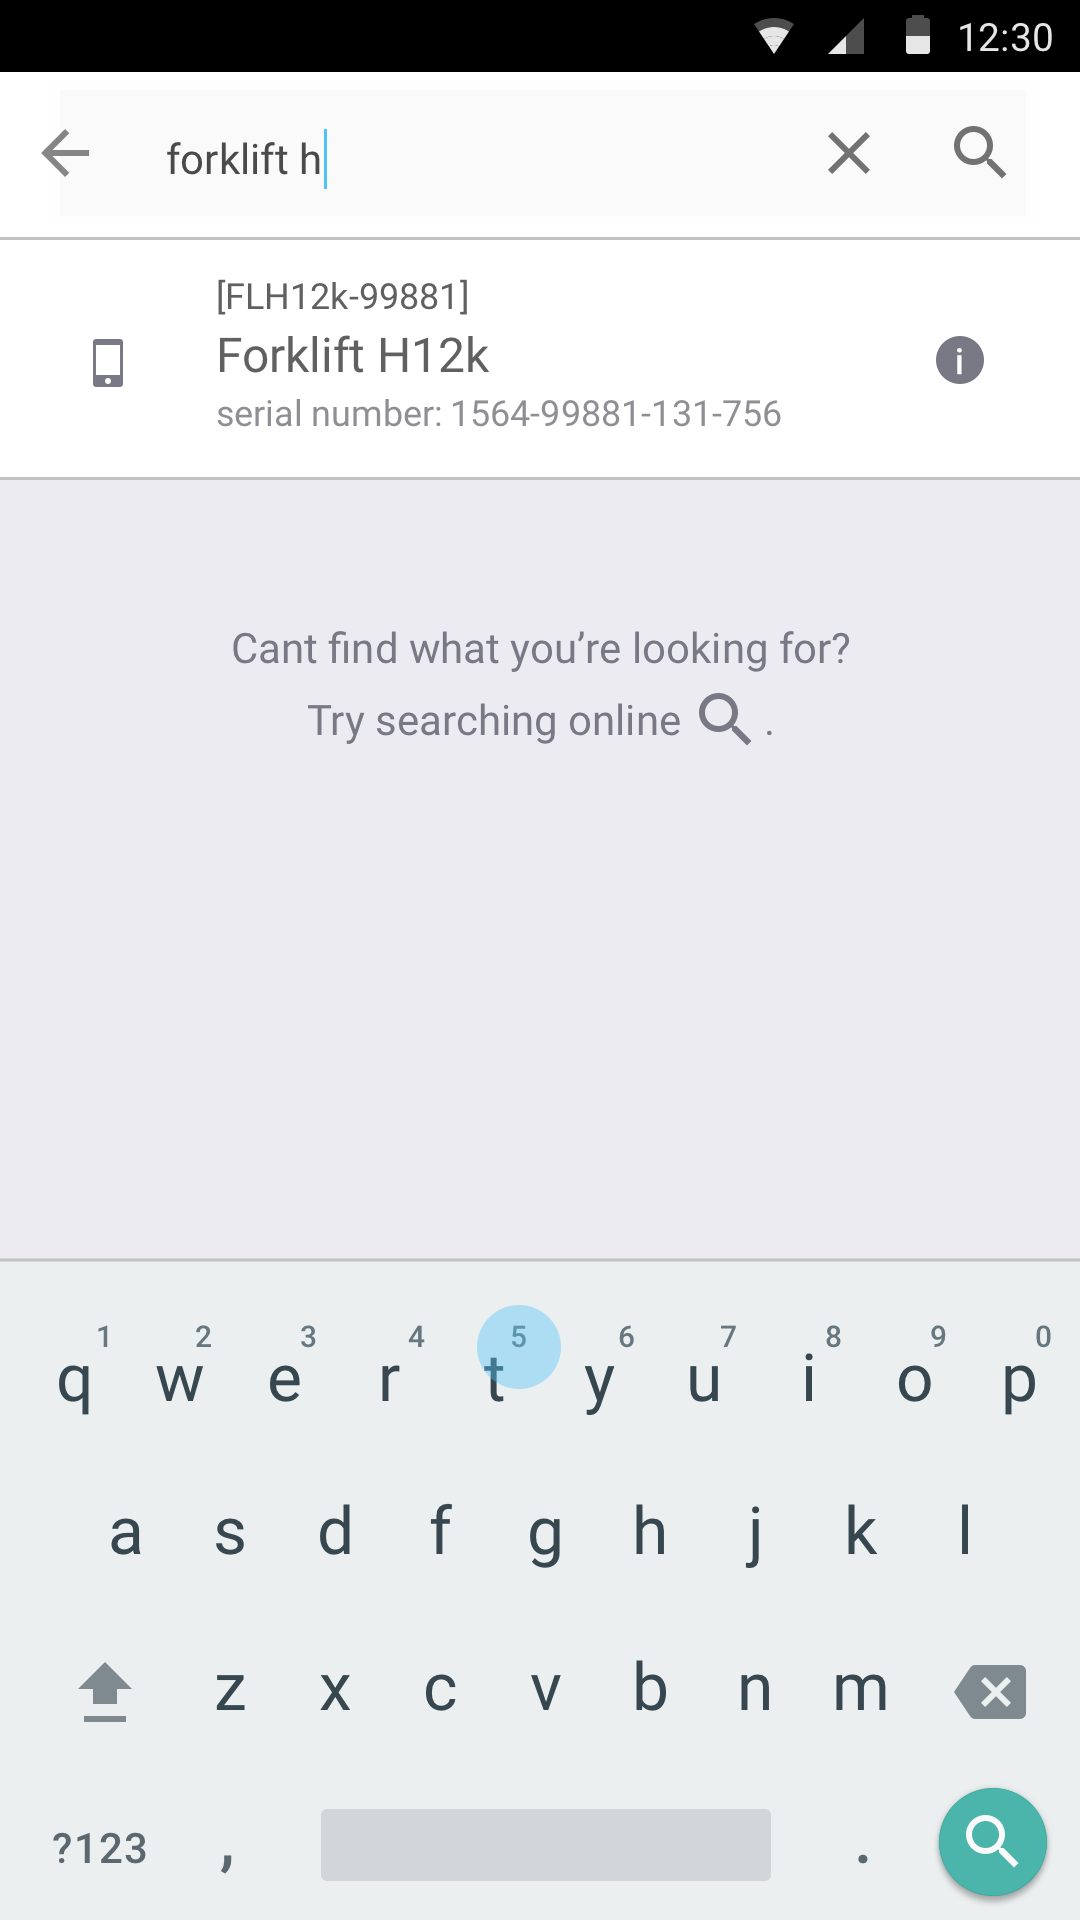 12:30
forklift h
[FLH12k-99881]
Forklift H12k
serial number: 1564-99881-131-756
Cant find what you’re looking for?
Try searching online .
1 2 3 4 5 6 7 8 9 0
q w e r t y u i o p
a s d f g h j k l
z x c v b n m
?123 , .